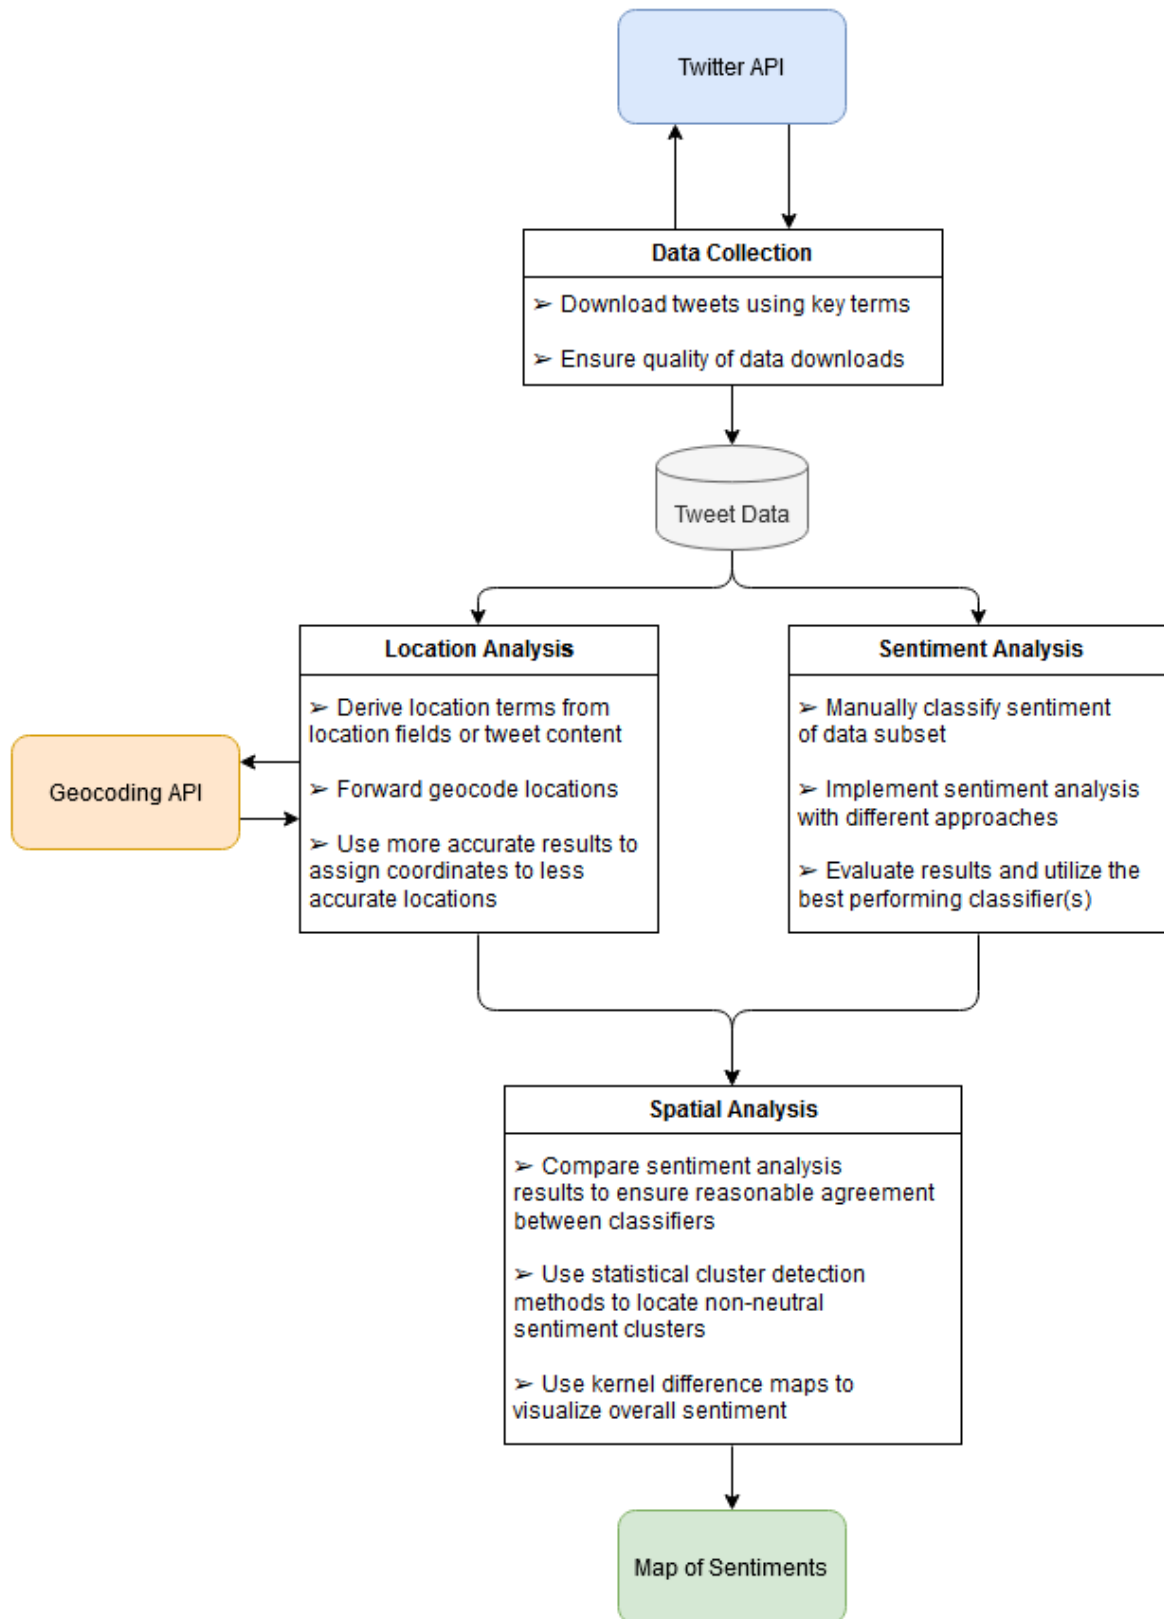 Twitter API
Data Collection
➢ Download tweets using key terms
➢ Ensure quality of data downloads
Tweet Data
Location Analysis
➢ Derive location terms from
location fields or tweet content
➢ Forward geocode locations
➢ Use more accurate results to
assign coordinates to less
accurate locations
Geocoding API
Sentiment Analysis
➢ Manually classify sentiment
of data subset
➢ Implement sentiment analysis
with different approaches
➢ Evaluate results and utilize the
best performing classifier(s)
Spatial Analysis
➢ Compare sentiment analysis
results to ensure reasonable agreement
between classifiers
➢ Use statistical cluster detection
methods to locate non-neutral
sentiment clusters
➢ Use kernel difference maps to
visualize overall sentiment
Map of Sentiments